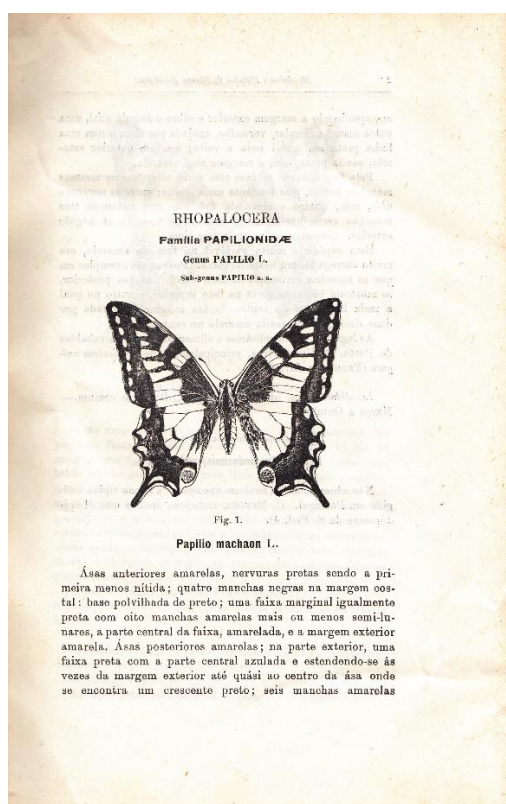 RHOPALOCERA
Família PAPILIONIDÆ
Genus PAPILIO L.
Sub-genus PAPILIO s. s.
Fig. 1.
Papilio machaon L.
Ásas anteriores amarelas, nervuras pretas sendo a pri-
meira menos nítida; quatro manchas negras na margem cos-
tal: base polvilhada de preto; uma faixa marginal igualmente
preta com oito manchas amarelas mais ou menos semi-lu-
nares, a parte central da faixa, amarelada, e a margem exterior
amarela. Ásas posteriores amarelas; na parte exterior, uma
faixa preta com a parte central azulada e estendendo-se às
vezes da margem exterior até quási ao centro da ása onde
se encontra um crescente preto; seis manchas amarelas